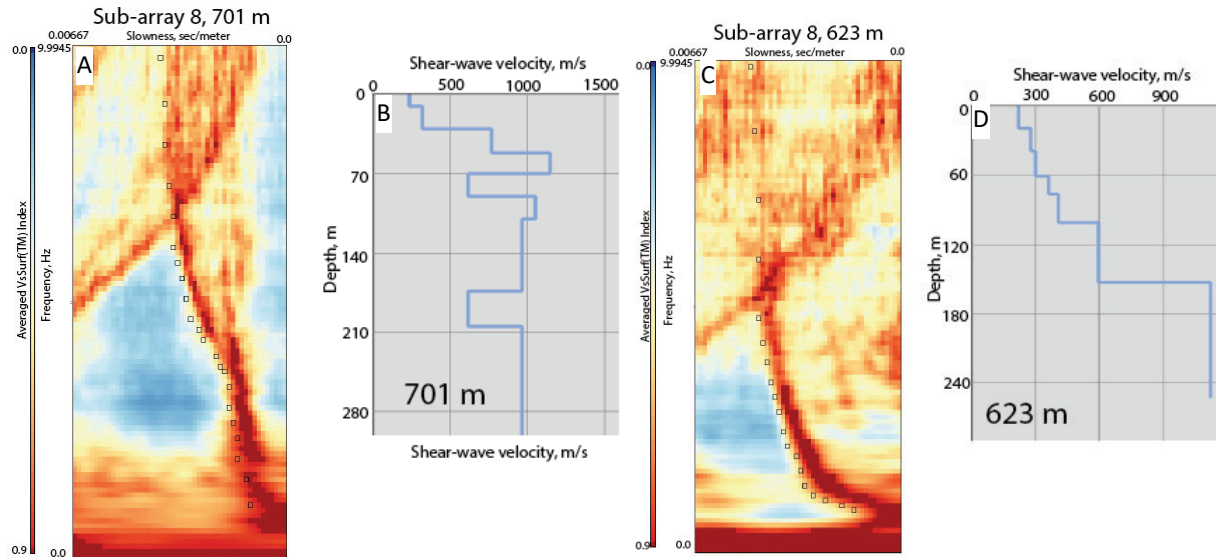 Sub-array 8, 701 m
0.00667 Slowness, sec/meter 0.0
0.0
9.9945
A
Averaged VsSurf(TM) Index
Frequency, Hz
0.9
0.0
Shear-wave velocity, m/s
0 500 1000 1500
B
0
70
140
210
280
Depth, m
701 m
Shear-wave velocity, m/s
Sub-array 8, 623 m
0.00667 Slowness, sec/meter 0.0
0.0
9.9945
C
Averaged VsSurf(TM) Index
Frequency, Hz
0.9
0.0
Shear-wave velocity, m/s
0 300 600 900
D
0
60
120
180
240
Depth, m
623 m